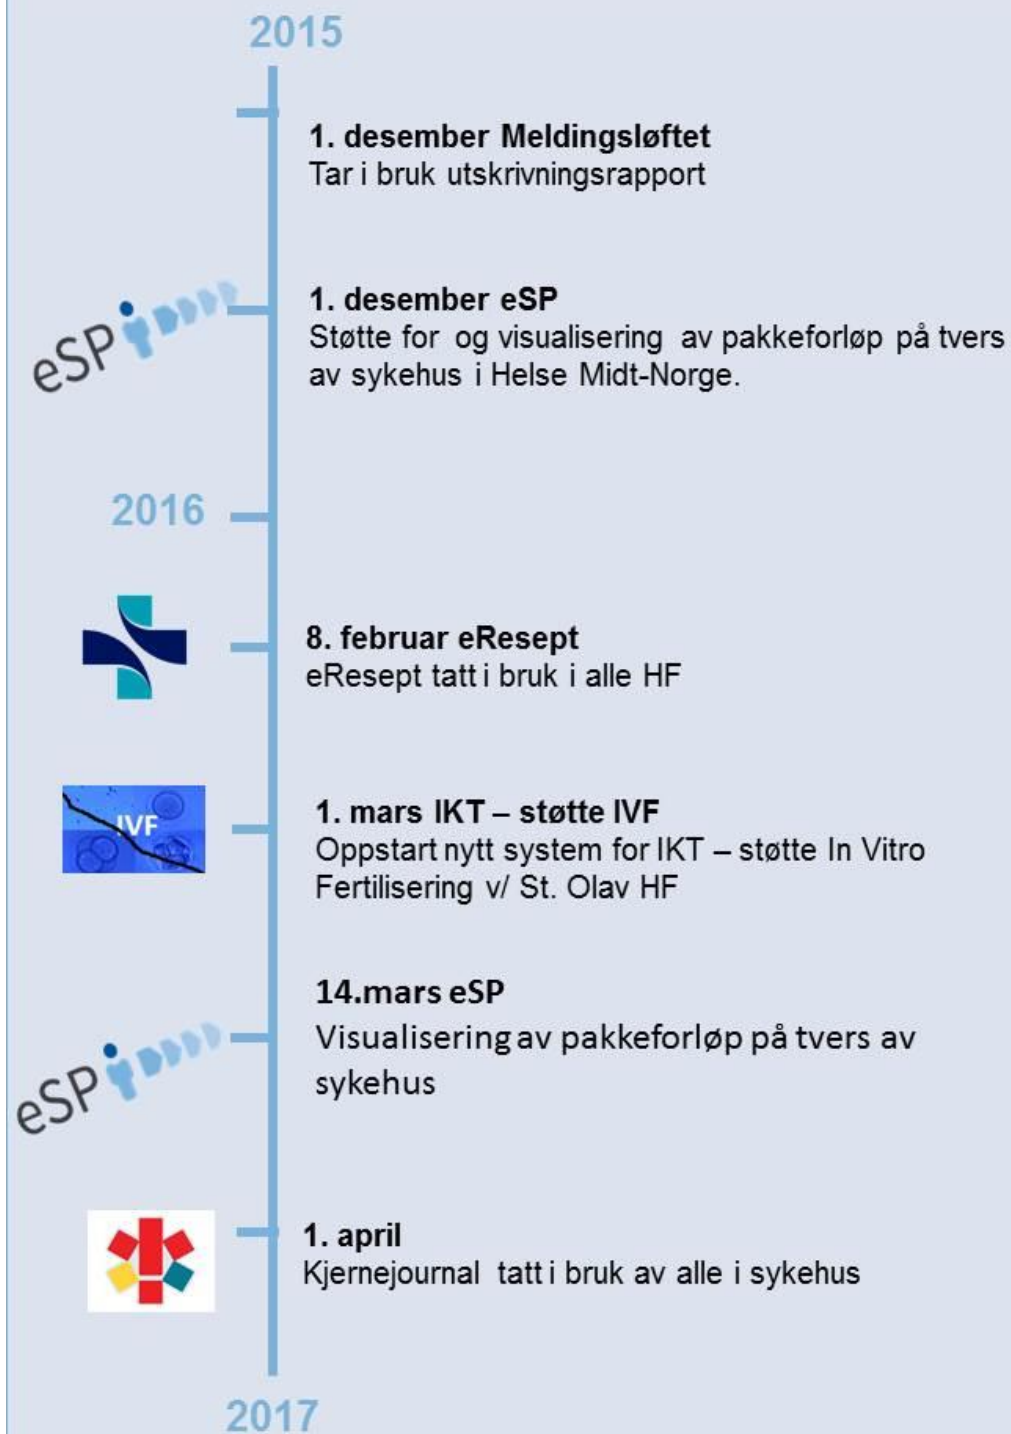 2015
1. desember Meldingsløftet
Tar i bruk utskrivningsrapport
eSP
1. desember eSP
Støtte for og visualisering av pakkeforløp på tvers
av sykehus i Helse Midt-Norge.
2016
8. februar eResept
eResept tatt i bruk i alle HF
IVF
1. mars IKT – støtte IVF
Oppstart nytt system for IKT – støtte In Vitro
Fertilisering v/ St. Olav HF
eSP
14.mars eSP
Visualisering av pakkeforløp på tvers av
sykehus
1. april
Kjernejournal tatt i bruk av alle i sykehus
2017